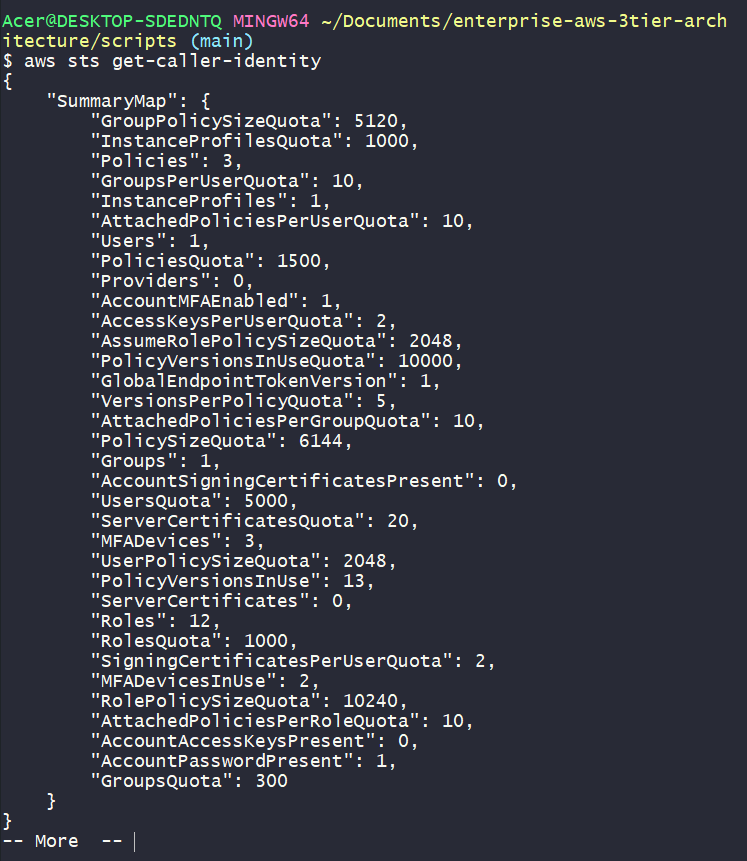 Acer@DESKTOP-SDEDNTQ MINGW64 ~/Documents/enterprise-aws-3tier-arch
itecture/scripts (main)
$ aws sts get-caller-identity
{
    "SummaryMap": {
        "GroupPolicySizeQuota": 5120,
        "InstanceProfilesQuota": 1000,
        "Policies": 3,
        "GroupsPerUserQuota": 10,
        "InstanceProfiles": 1,
        "AttachedPoliciesPerUserQuota": 10,
        "Users": 1,
        "PoliciesQuota": 1500,
        "Providers": 0,
        "AccountMFAEnabled": 1,
        "AccessKeysPerUserQuota": 2,
        "AssumeRolePolicySizeQuota": 2048,
        "PolicyVersionsInUseQuota": 10000,
        "GlobalEndpointTokenVersion": 1,
        "VersionsPerPolicyQuota": 5,
        "AttachedPoliciesPerGroupQuota": 10,
        "PolicySizeQuota": 6144,
        "Groups": 1,
        "AccountSigningCertificatesPresent": 0,
        "UsersQuota": 5000,
        "ServerCertificatesQuota": 20,
        "MFADevices": 3,
        "UserPolicySizeQuota": 2048,
        "PolicyVersionsInUse": 13,
        "ServerCertificates": 0,
        "Roles": 12,
        "RolesQuota": 1000,
        "SigningCertificatesPerUserQuota": 2,
        "MFADevicesInUse": 2,
        "RolePolicySizeQuota": 10240,
        "AttachedPoliciesPerRoleQuota": 10,
        "AccountAccessKeysPresent": 0,
        "AccountPasswordPresent": 1,
        "GroupsQuota": 300
    }
}
-- More  --